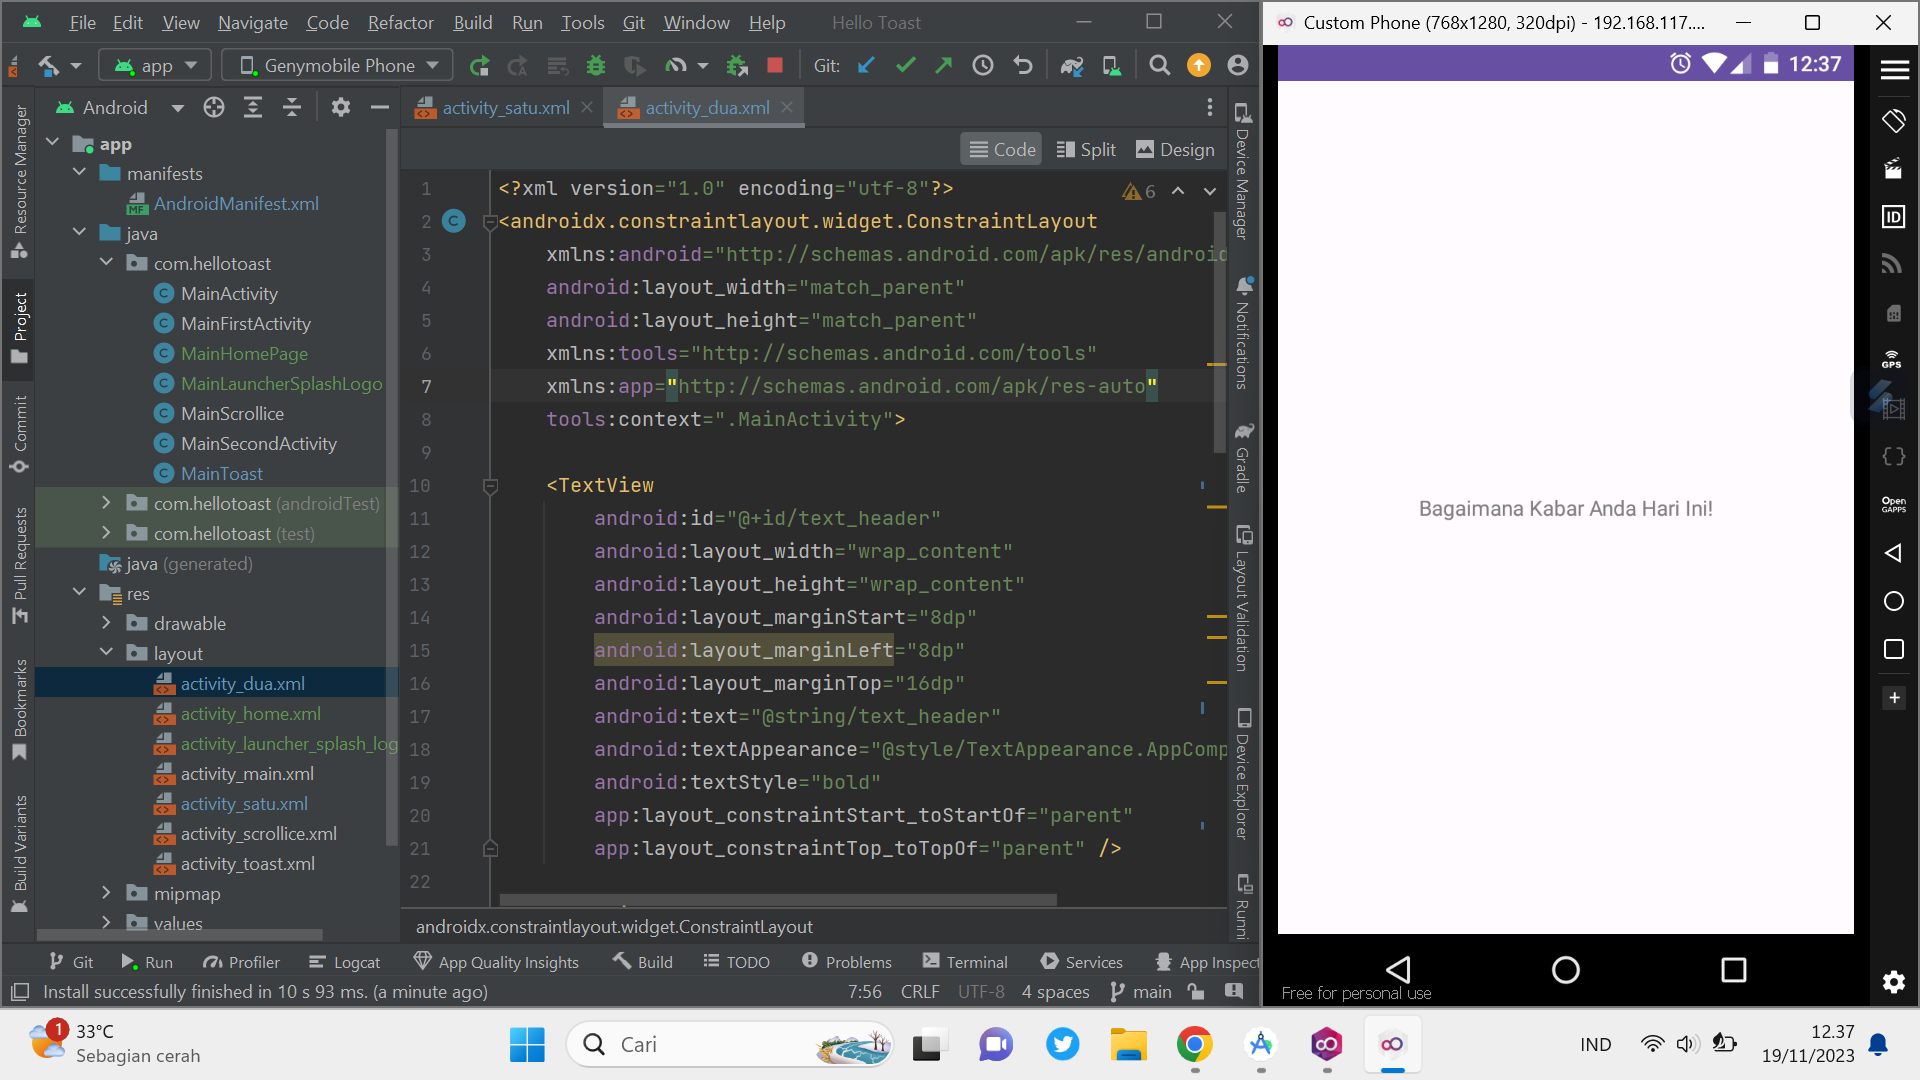 File Edit View Navigate Code Refactor Build Run Tools Git Window Help Hello Toast
app Genymobile Phone Git:
Android
activity_satu.xml activity_dua.xml
Code Split Design
Resource Manager
Project
Commit
Pull Requests
Bookmarks
Build Variants
app
manifests
MF AndroidManifest.xml
java
com.hellotoast
C MainActivity
C MainFirstActivity
C MainHomePage
C MainLauncherSplashLogo
C MainScrollice
C MainSecondActivity
C MainToast
com.hellotoast (androidTest)
com.hellotoast (test)
java (generated)
res
drawable
layout
activity_dua.xml
activity_home.xml
activity_launcher_splash_log
activity_main.xml
activity_satu.xml
activity_scrollice.xml
activity_toast.xml
mipmap
values
6
1 <?xml version="1.0" encoding="utf-8"?>
2 C <androidx.constraintlayout.widget.ConstraintLayout
3 xmlns:android="http://schemas.android.com/apk/res/android
4 android:layout_width="match_parent"
5 android:layout_height="match_parent"
6 xmlns:tools="http://schemas.android.com/tools"
7 xmlns:app="http://schemas.android.com/apk/res-auto"
8 tools:context=".MainActivity">
9
10 <TextView
11 android:id="@+id/text_header"
12 android:layout_width="wrap_content"
13 android:layout_height="wrap_content"
14 android:layout_marginStart="8dp"
15 android:layout_marginLeft="8dp"
16 android:layout_marginTop="16dp"
17 android:text="@string/text_header"
18 android:textAppearance="@style/TextAppearance.AppComp
19 android:textStyle="bold"
20 app:layout_constraintStart_toStartOf="parent"
21 app:layout_constraintTop_toTopOf="parent" />
22
androidx.constraintlayout.widget.ConstraintLayout
Device Manager
Notifications
Gradle
Layout Validation
Device Explorer
Runni
Git Run Profiler Logcat App Quality Insights Build TODO Problems Terminal Services App Inspect
Install successfully finished in 10 s 93 ms. (a minute ago) 7:56 CRLF UTF-8 4 spaces main
Custom Phone (768x1280, 320dpi) - 192.168.117....
12:37
Bagaimana Kabar Anda Hari Ini!
Free for personal use
ID
GPS
Open
GAPPS
1
33°C
Sebagian cerah
Cari
IND
12.37
19/11/2023